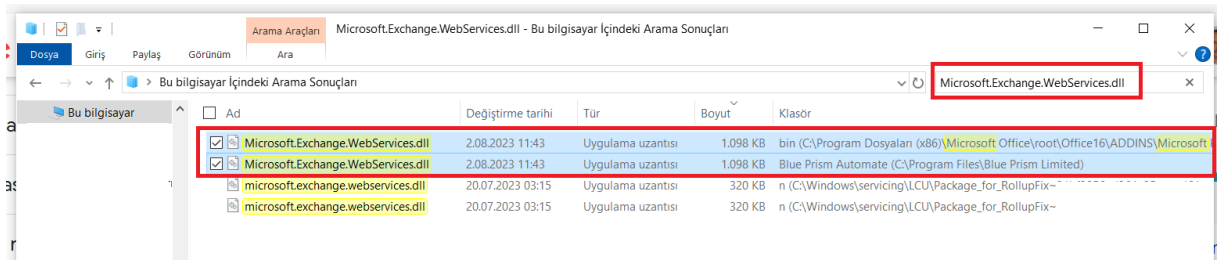 Arama Araçları Microsoft.Exchange.WebServices.dll - Bu bilgisayar İçindeki Arama Sonuçları
Dosya Giriş Paylaş Görünüm Ara
Bu bilgisayar İçindeki Arama Sonuçları Microsoft.Exchange.WebServices.dll
Bu bilgisayar Ad Değiştirme tarihi Tür Boyut Klasör
Microsoft.Exchange.WebServices.dll 2.08.2023 11:43 Uygulama uzantısı 1.098 KB bin (C:\Program Dosyaları (x86)\Microsoft Office\root\Office16\ADDINS\Microsoft
Microsoft.Exchange.WebServices.dll 2.08.2023 11:43 Uygulama uzantısı 1.098 KB Blue Prism Automate (C:\Program Files\Blue Prism Limited)
microsoft.exchange.webservices.dll 20.07.2023 03:15 Uygulama uzantısı 320 KB n (C:\Windows\servicing\LCU\Package_for_RollupFix~
microsoft.exchange.webservices.dll 20.07.2023 03:15 Uygulama uzantısı 320 KB n (C:\Windows\servicing\LCU\Package_for_RollupFix~